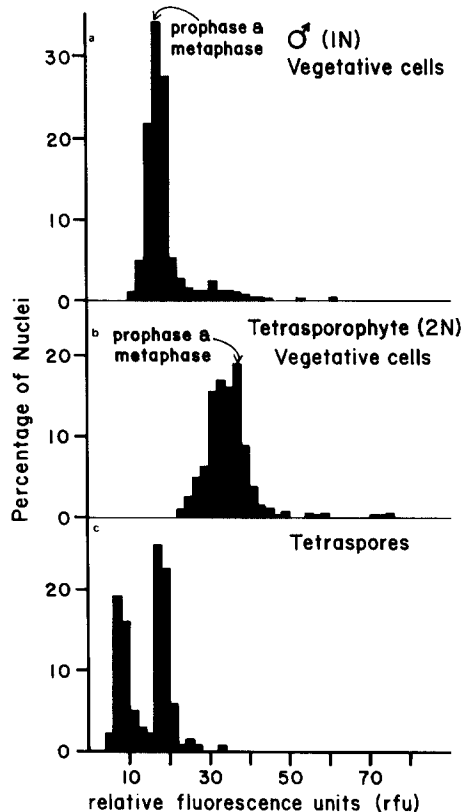 a
prophase &
metaphase
♂ (1N)
Vegetative cells
30
20
10
0
Percentage of Nuclei
b
prophase &
metaphase
Tetrasporophyte (2N)
Vegetative cells
20
10
0
c
Tetraspores
20
10
0
10 30 50 70
relative fluorescence units (rfu)